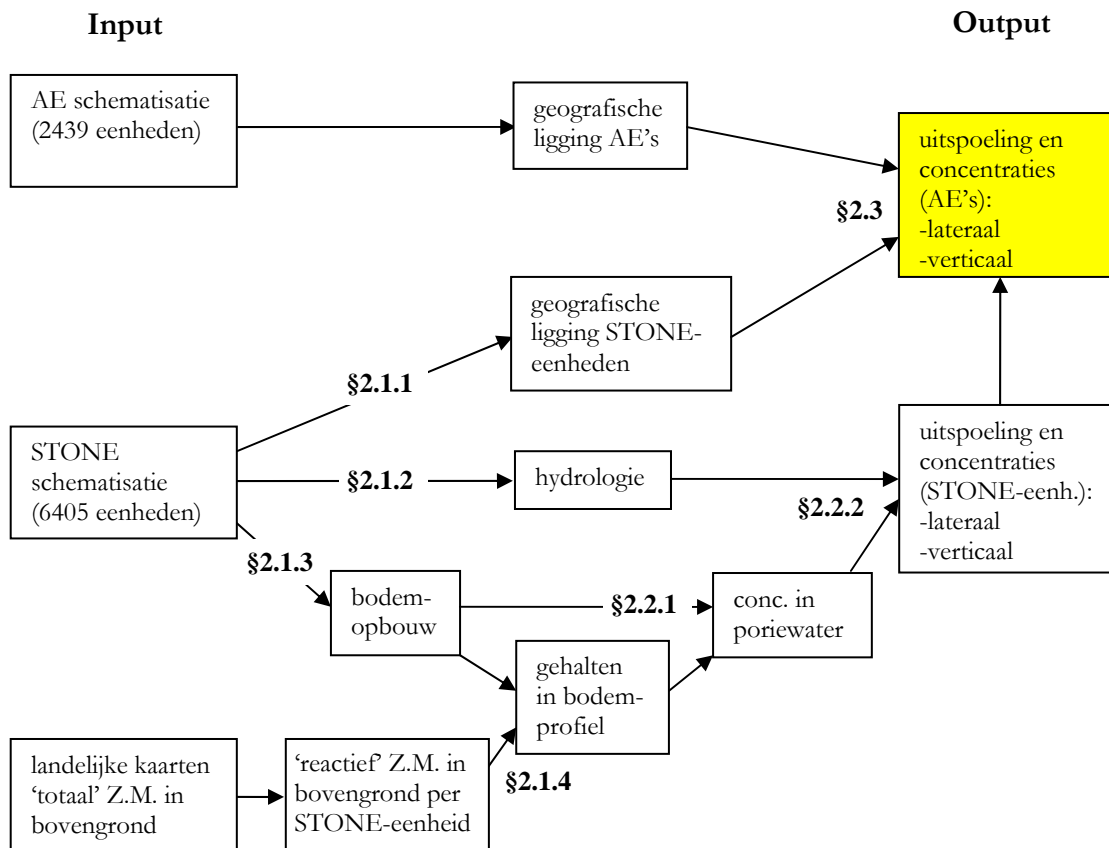 Input
Output
AE schematisatie
(2439 eenheden)
geografische
ligging AE's
uitspoeling en
concentraties
(AE's):
-lateraal
-verticaal
§2.3
geografische
ligging STONE-
eenheden
§2.1.1
STONE
schematisatie
(6405 eenheden)
§2.1.2
hydrologie
§2.2.2
uitspoeling en
concentraties
(STONE-eenh.):
-lateraal
-verticaal
§2.1.3
bodem-
opbouw
§2.2.1
conc. in
poriewater
gehalten
in bodem-
profiel
landelijke kaarten
‘totaal’ Z.M. in
bovengrond
‘reactief’ Z.M. in
bovengrond per
STONE-eenheid
§2.1.4